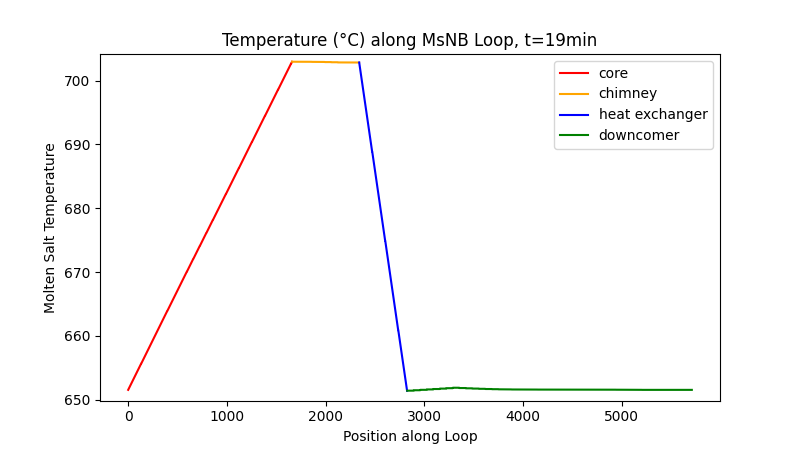 Temperature (°C) along MsNB Loop, t=19min
core
chimney
heat exchanger
downcomer
700
690
680
670
660
650
Molten Salt Temperature
0 1000 2000 3000 4000 5000
Position along Loop